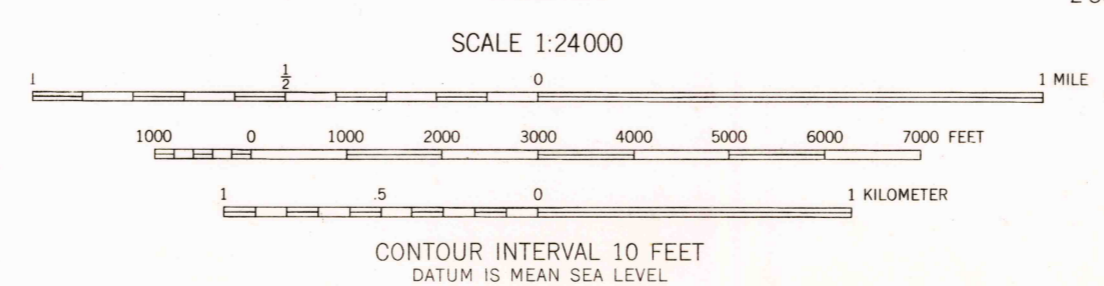 SCALE 1:24000
1 1/2 0 1 MILE
1000 0 1000 2000 3000 4000 5000 6000 7000 FEET
1 .5 0 1 KILOMETER
CONTOUR INTERVAL 10 FEET
DATUM IS MEAN SEA LEVEL